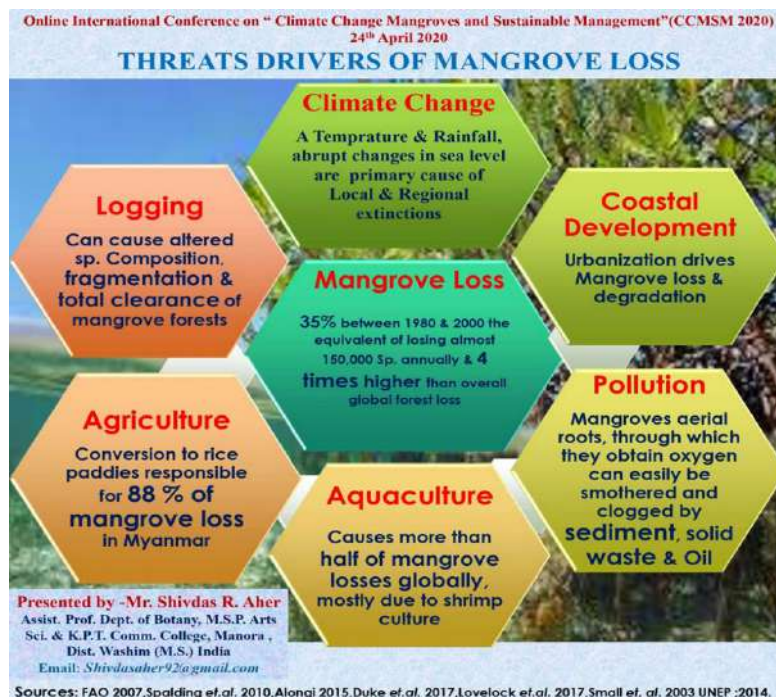 Online International Conference on “ Climate Change Mangroves and Sustainable Management”(CCMSM 2020)
24th April 2020
THREATS DRIVERS OF MANGROVE LOSS
Climate Change
A Temprature & Rainfall,
abrupt changes in sea level
are primary cause of
Local & Regional
extinctions
Logging
Can cause altered
sp. Composition,
fragmentation &
total clearance of
mangrove forests
Coastal
Development
Urbanization drives
Mangrove loss &
degradation
Mangrove Loss
35% between 1980 & 2000 the
equivalent of losing almost
150,000 Sp. annually & 4
times higher than overall
global forest loss
Agriculture
Conversion to rice
paddies responsible
for 88 % of
mangrove loss
in Myanmar
Pollution
Mangroves aerial
roots, through which
they obtain oxygen
can easily be
smothered and
clogged by
sediment, solid
waste & Oil
Aquaculture
Causes more than
half of mangrove
losses globally,
mostly due to shrimp
culture
Presented by -Mr. Shivdas R. Aher
Assist. Prof. Dept. of Botany, M.S.P. Arts
Sci. & K.P.T. Comm. College, Manora ,
Dist. Washim (M.S.) India
Email: Shivdasaher92@gmail.com
Sources: FAO 2007,Spalding et.al. 2010,Alongi 2015,Duke et.al. 2017,Lovelock et.al. 2017,Small et. al. 2003 UNEP :2014,